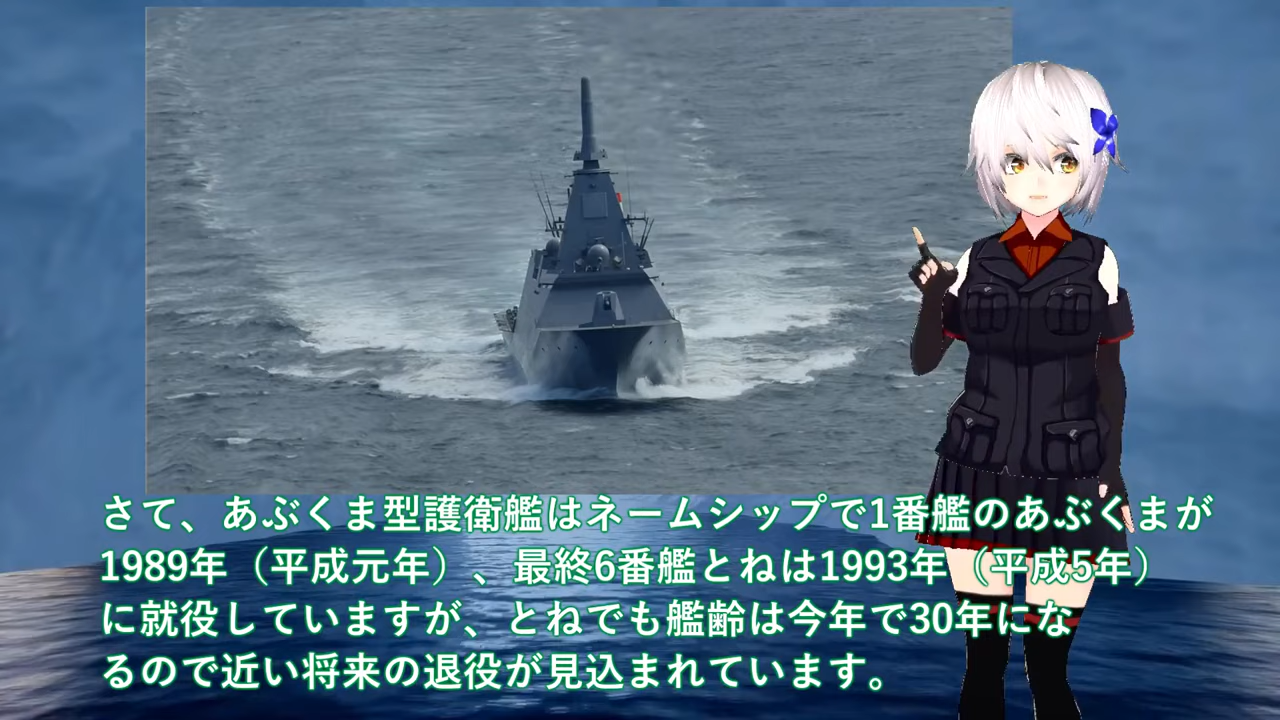 さて、あぶくま型護衛艦はネームシップで1番艦のあぶくまが
1989年（平成元年）、最終6番艦とねは1993年（平成5年）
に就役していますが、とねでも艦齢は今年で30年にな
るので近い将来の退役が見込まれています。